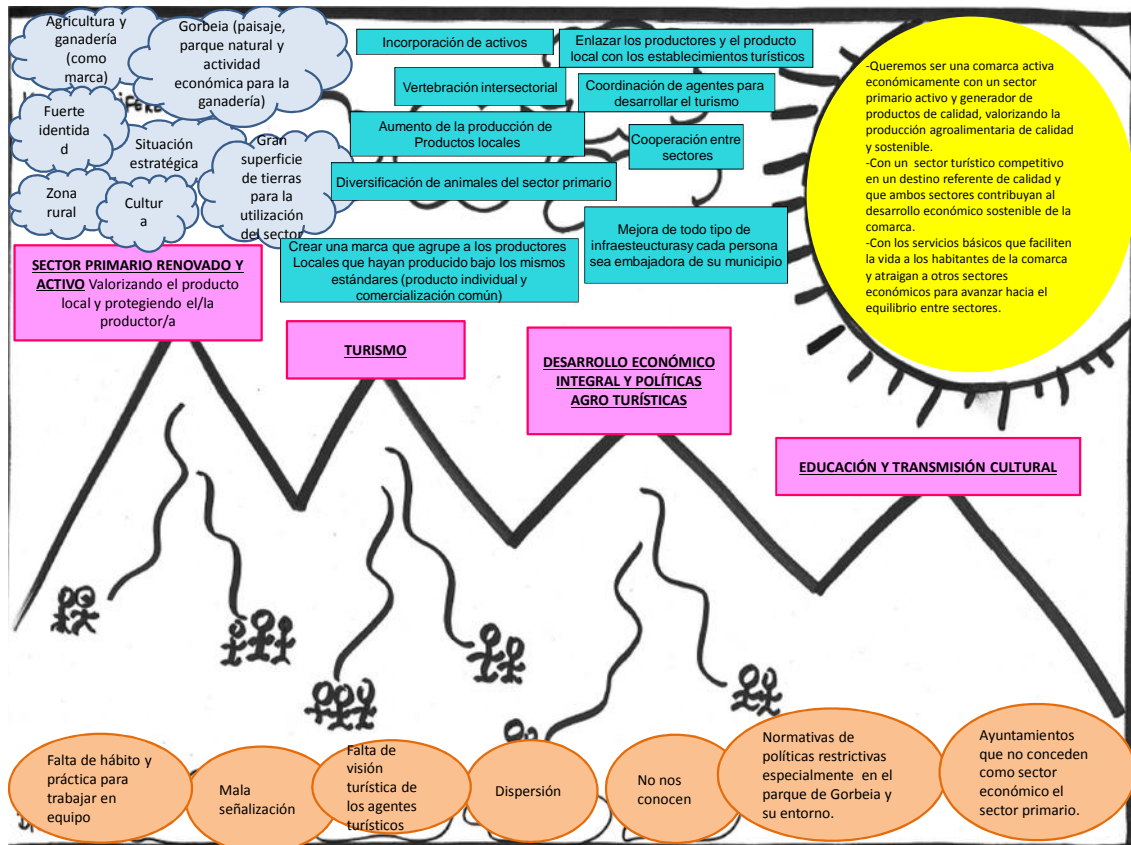 Agricultura y
ganadería
(como
marca)
Gorbeia (paisaje,
parque natural y
actividad
económica para la
ganadería)
Fuerte
identida
d
Situación
estratégica
Gran
superficie
de tierras
para la
utilización
del sector
Zona
rural
Cultur
a
Incorporación de activos
Enlazar los productores y el producto
local con los establecimientos turísticos
Vertebración intersectorial
Coordinación de agentes para
desarrollar el turismo
Aumento de la producción de
Productos locales
Cooperación entre
sectores
Diversificación de animales del sector primario
Mejora de todo tipo de
infraesteucturasy cada persona
sea embajadora de su municipio
Crear una marca que agrupe a los productores
Locales que hayan producido bajo los mismos
estándares (producto individual y
comercialización común)
-Queremos ser una comarca activa
económicamente con un sector
primario activo y generador de
productos de calidad, valorizando la
producción agroalimentaria de calidad
y sostenible.
-Con un sector turístico competitivo
en un destino referente de calidad y
que ambos sectores contribuyan al
desarrollo económico sostenible de la
comarca.
-Con los servicios básicos que faciliten
la vida a los habitantes de la comarca
y atraigan a otros sectores
económicos para avanzar hacia el
equilibrio entre sectores.
SECTOR PRIMARIO RENOVADO Y
ACTIVO Valorizando el producto
local y protegiendo el/la
productor/a
TURISMO
DESARROLLO ECONÓMICO
INTEGRAL Y POLÍTICAS
AGRO TURÍSTICAS
EDUCACIÓN Y TRANSMISIÓN CULTURAL
Falta de hábito y
práctica para
trabajar en
equipo
Mala
señalización
Falta de
visión
turística de
los agentes
turísticos
Dispersión
No nos
conocen
Normativas de
políticas restrictivas
especialmente en el
parque de Gorbeia y
su entorno.
Ayuntamientos
que no conceden
como sector
económico el
sector primario.